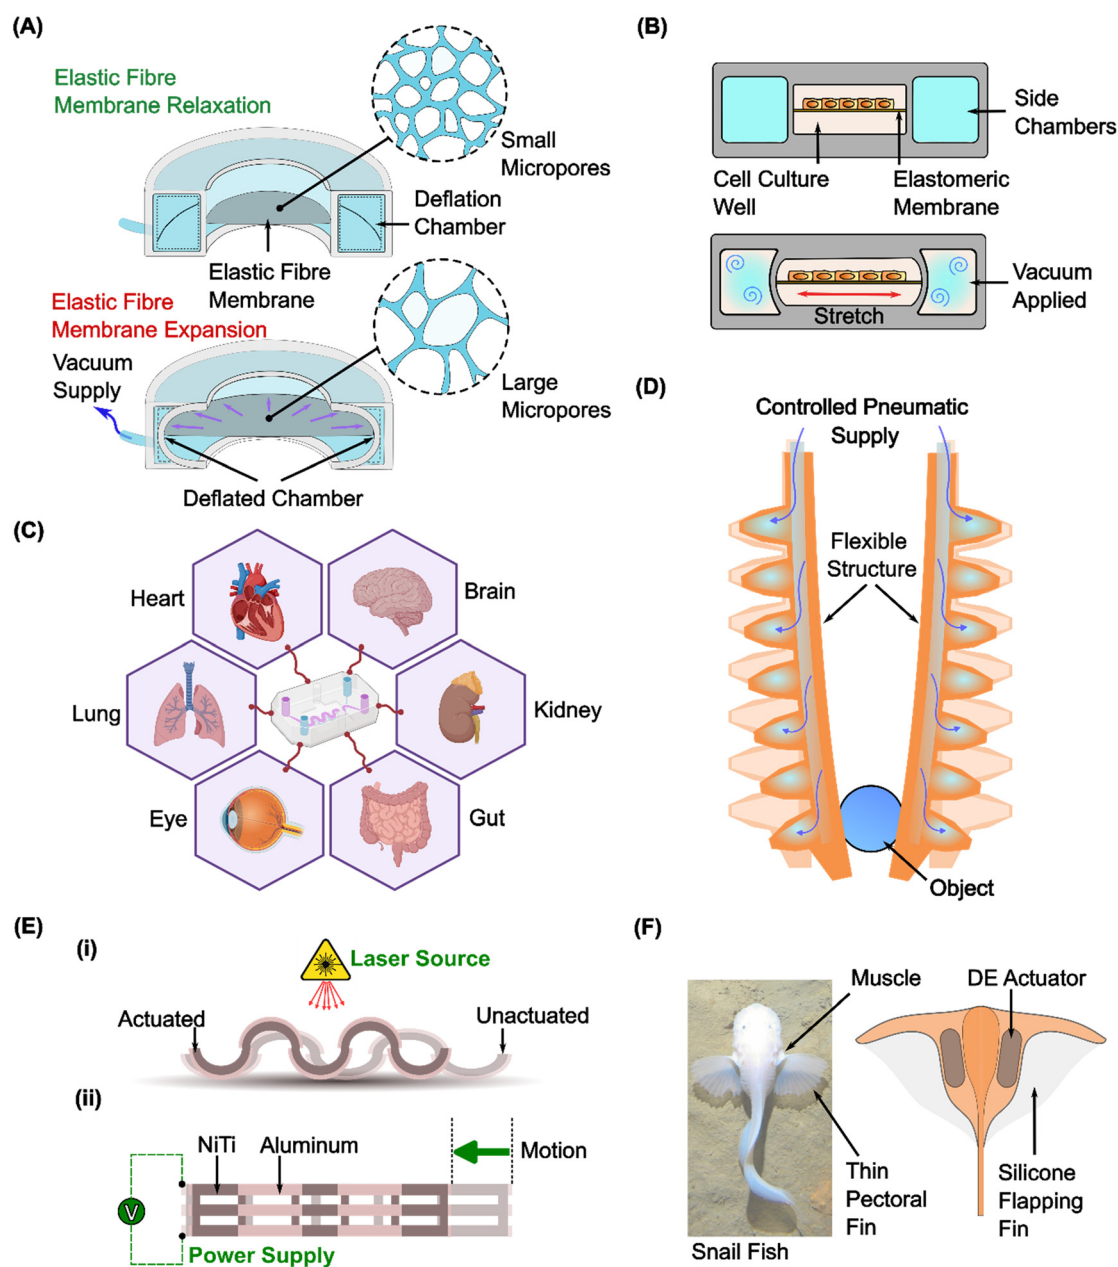 (A)
Elastic Fibre
Membrane Relaxation
Small
Micropores
Deflation
Chamber
Elastic Fibre
Membrane
Elastic Fibre
Membrane Expansion
Vacuum
Supply
Large
Micropores
Deflated Chamber
(B)
Side
Chambers
Cell Culture
Well
Elastomeric
Membrane
Vacuum
Applied
Stretch
(C)
Heart
Brain
Lung
Kidney
Eye
Gut
(D)
Controlled Pneumatic
Supply
Flexible
Structure
Object
(E)
(i)
Laser Source
Actuated
Unactuated
(ii)
NiTi
Aluminum
Motion
V
Power Supply
(F)
Muscle
DE Actuator
Thin
Pectoral
Fin
Silicone
Flapping
Fin
Snail Fish